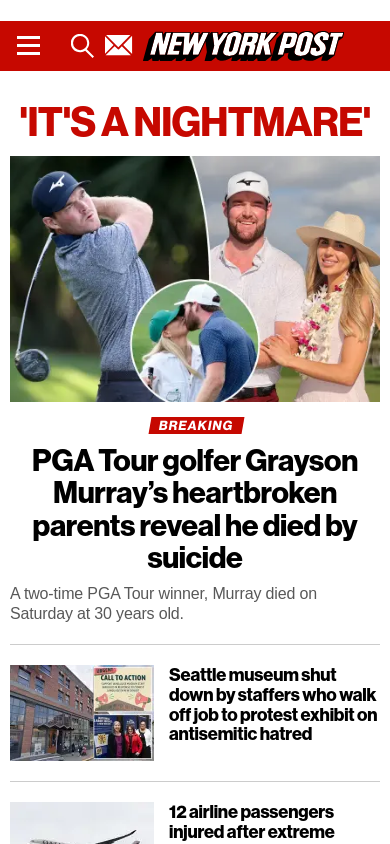 NEW YORK POST
'IT'S A NIGHTMARE'
BREAKING
PGA Tour golfer Grayson
Murray’s heartbroken
parents reveal he died by
suicide
A two-time PGA Tour winner, Murray died on
Saturday at 30 years old.
CALL TO ACTION
Seattle museum shut
down by staffers who walk
off job to protest exhibit on
antisemitic hatred
12 airline passengers
injured after extreme